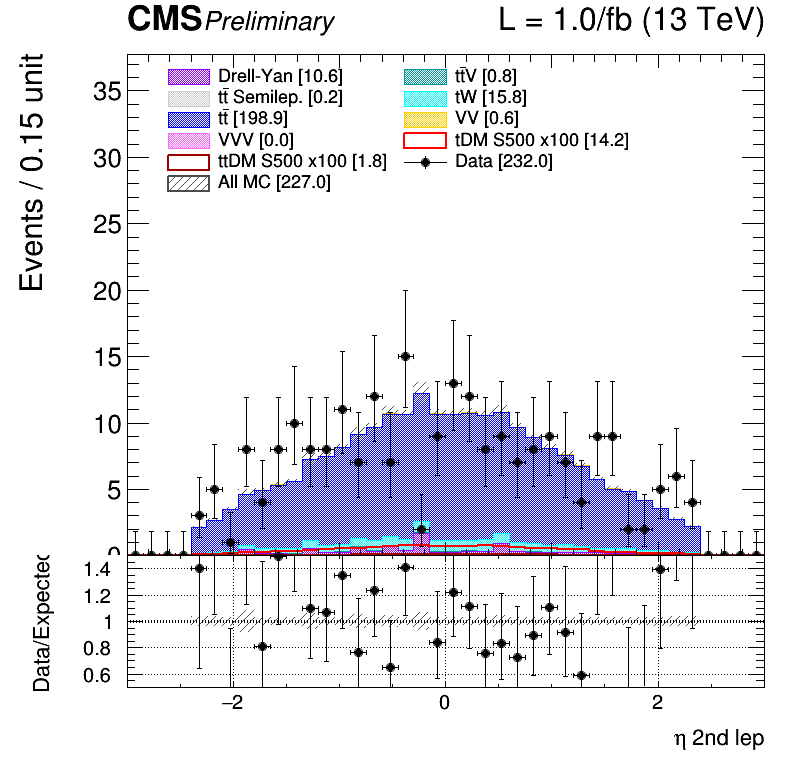 CMS Preliminary L = 1.0/fb (13 TeV)
Events / 0.15 unit
35
30
25
20
15
10
5
0
Drell-Yan [10.6]
tt̄V [0.8]
tt̄ Semilep. [0.2]
tW [15.8]
tt̄ [198.9]
VV [0.6]
VVV [0.0]
tDM S500 x100 [14.2]
ttDM S500 x100 [1.8]
Data [232.0]
All MC [227.0]
Data/Expected
1.4
1.2
1
0.8
0.6
−2 0 2
η 2nd lep